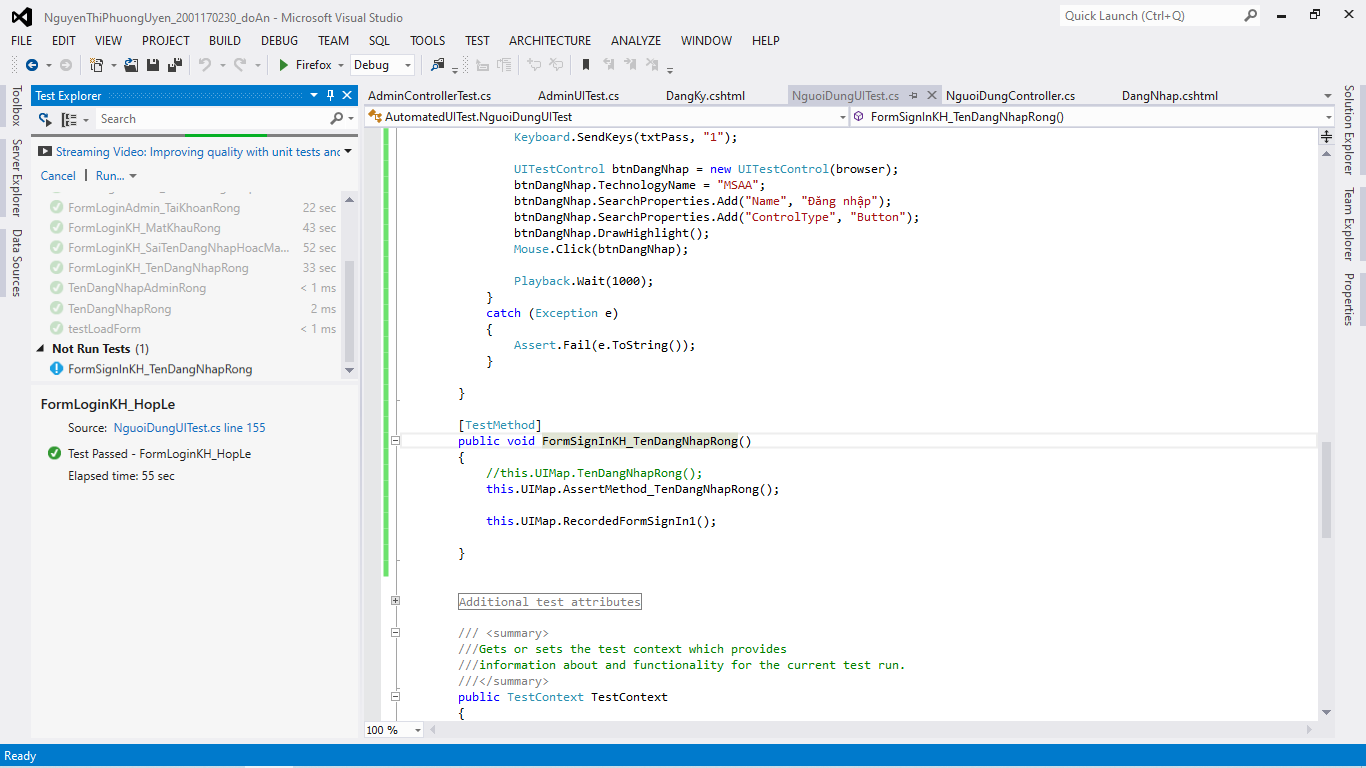 NguyenThiPhuongUyen_2001170230_doAn - Microsoft Visual Studio
Quick Launch (Ctrl+Q)
FILE EDIT VIEW PROJECT BUILD DEBUG TEAM SQL TOOLS TEST ARCHITECTURE ANALYZE WINDOW HELP
Firefox Debug
Toolbox
Server Explorer
Data Sources
Test Explorer
Search
Streaming Video: Improving quality with unit tests and
Cancel Run...
FormLoginAdmin_TaiKhoanRong 22 sec
FormLoginKH_MatKhauRong 43 sec
FormLoginKH_SaiTenDangNhapHoacMa... 52 sec
FormLoginKH_TenDangNhapRong 33 sec
TenDangNhapAdminRong < 1 ms
TenDangNhapRong 2 ms
testLoadForm < 1 ms
Not Run Tests (1)
FormSignInKH_TenDangNhapRong
FormLoginKH_HopLe
Source: NguoiDungUITest.cs line 155
Test Passed - FormLoginKH_HopLe
Elapsed time: 55 sec
AdminControllerTest.cs AdminUITest.cs DangKy.cshtml NguoiDungUITest.cs NguoiDungController.cs DangNhap.cshtml
AutomatedUITest.NguoiDungUITest FormSignInKH_TenDangNhapRong()
Keyboard.SendKeys(txtPass, "1");
UITestControl btnDangNhap = new UITestControl(browser);
btnDangNhap.TechnologyName = "MSAA";
btnDangNhap.SearchProperties.Add("Name", "Đăng nhập");
btnDangNhap.SearchProperties.Add("ControlType", "Button");
btnDangNhap.DrawHighlight();
Mouse.Click(btnDangNhap);
Playback.Wait(1000);
}
catch (Exception e)
{
Assert.Fail(e.ToString());
}
}
[TestMethod]
public void FormSignInKH_TenDangNhapRong()
{
//this.UIMap.TenDangNhapRong();
this.UIMap.AssertMethod_TenDangNhapRong();
this.UIMap.RecordedFormSignIn1();
}
Additional test attributes
/// <summary>
///Gets or sets the test context which provides
///information about and functionality for the current test run.
///</summary>
public TestContext TestContext
{
100 %
Solution Explorer
Team Explorer
Properties
Ready